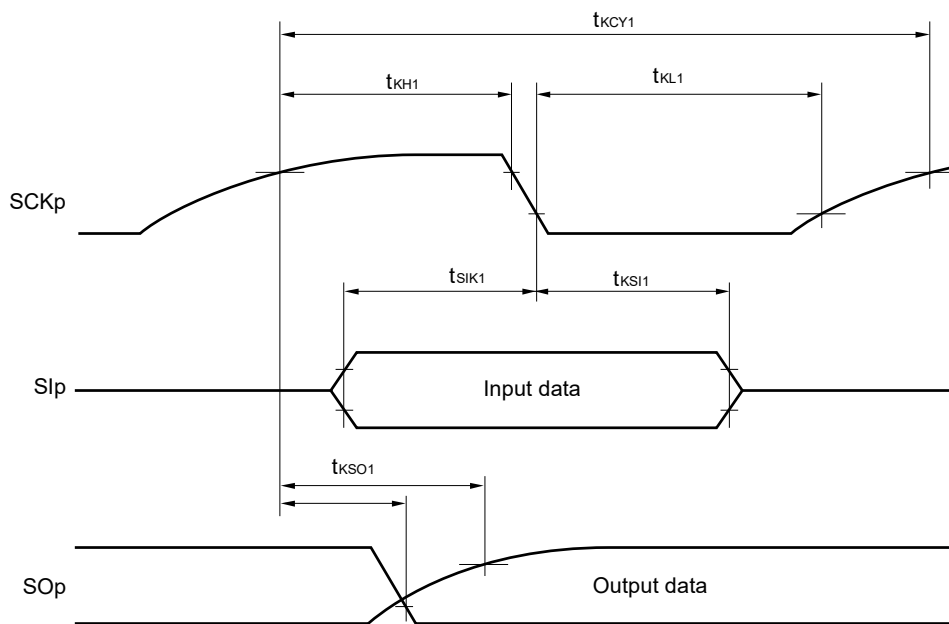 tKCY1
tKH1
tKL1
SCKp
tSIK1
tKSI1
SIp
Input data
tKSO1
SOp
Output data